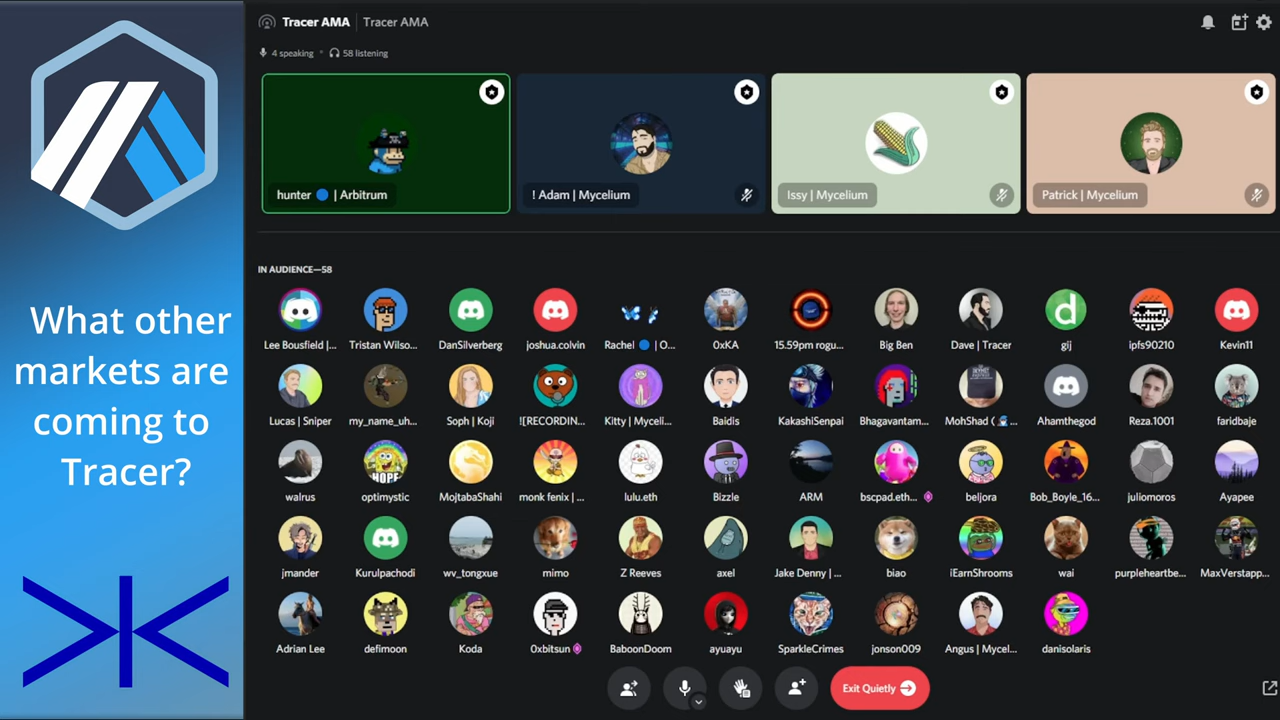 Tracer AMA | Tracer AMA
4 speaking • 58 listening
hunter | Arbitrum
! Adam | Mycelium
Issy | Mycelium
Patrick | Mycelium
What other
markets are
coming to
Tracer?
IN AUDIENCE—58
Lee Bousfield |...
Tristan Wilso...
DanSilverberg
joshua.colvin
Rachel | O...
0xKA
15.59pm rogu...
Big Ben
Dave | Tracer
gij
ipfs90210
Kevin11
Lucas | Sniper
my_name_uh...
Soph | Koji
![RECORDIN...
Kitty | Myceli...
Baidis
KakashiSenpai
Bhagavantam...
MohShad (...
Ahamthegod
Reza.1001
faridbaje
walrus
optimystic
MojtabaShahi
monk fenix | ...
lulu.eth
Bizzle
ARM
bscpad.eth...
beljora
Bob_Boyle_16...
juliomoros
Ayapee
HOPE
jmander
Kurulpachodi
wv_tongxue
mimo
Z Reeves
axel
Jake Denny | ...
biao
iEarnShrooms
wai
purpleheartbe...
MaxVerstapp...
Adrian Lee
defimoon
Koda
0xbitsun
BaboonDoom
ayuayu
SparkleCrimes
jonson009
Angus | Mycel...
danisolaris
Exit Quietly